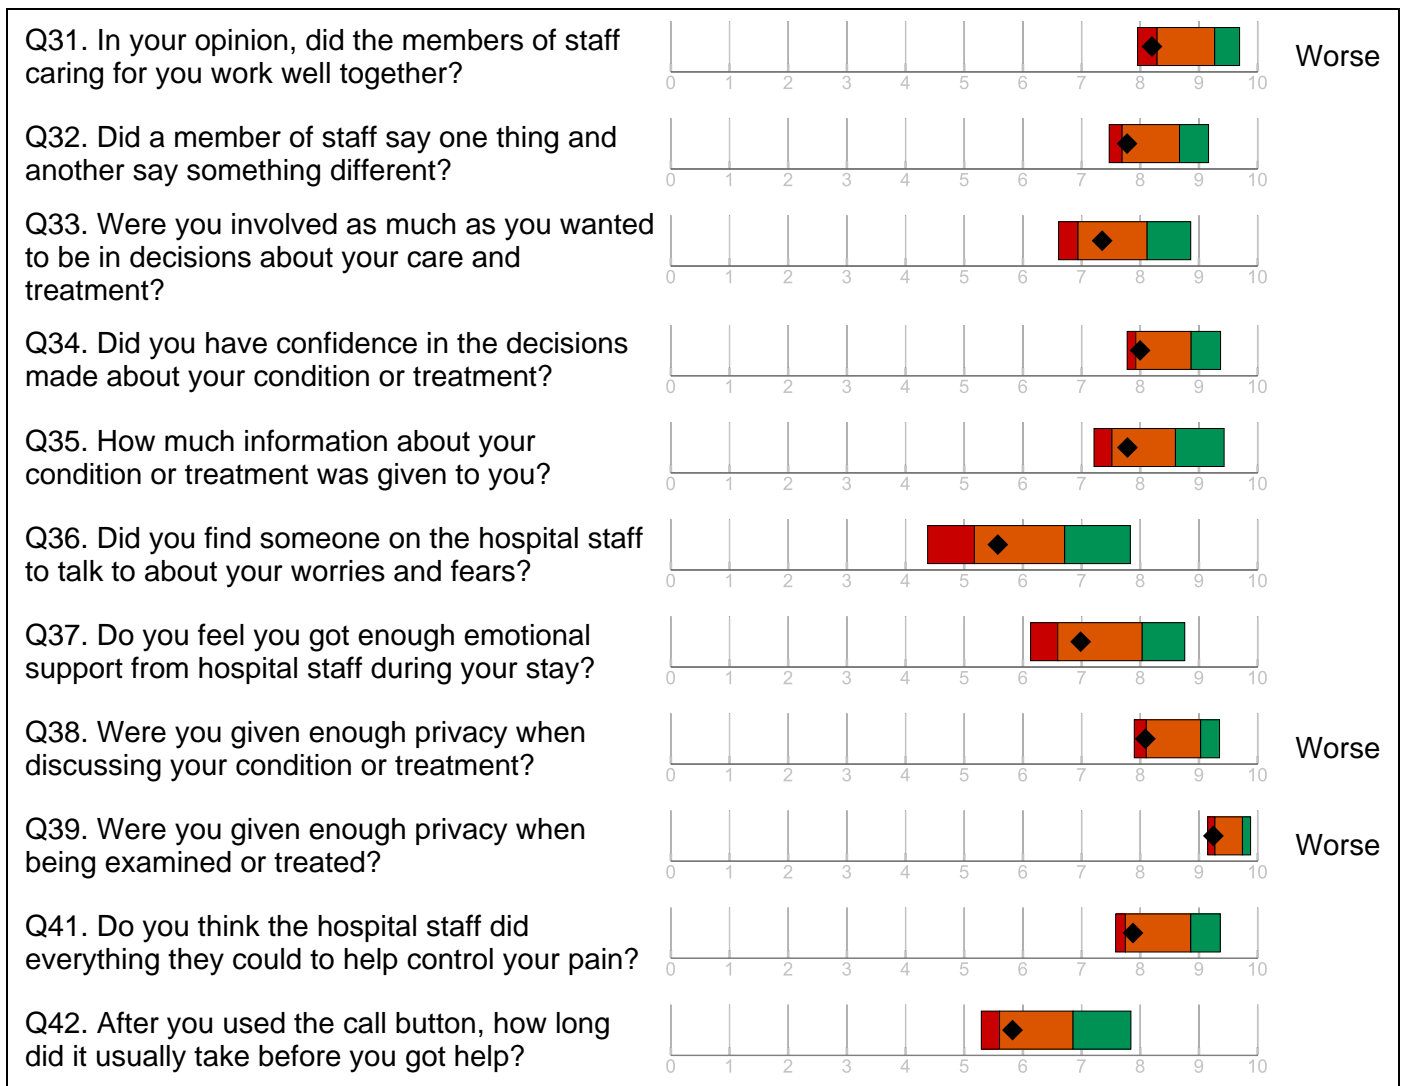 Q31. In your opinion, did the members of staff
caring for you work well together?
Worse
0 1 2 3 4 5 6 7 8 9 10
Q32. Did a member of staff say one thing and
another say something different?
0 1 2 3 4 5 6 7 8 9 10
Q33. Were you involved as much as you wanted
to be in decisions about your care and
treatment?
0 1 2 3 4 5 6 7 8 9 10
Q34. Did you have confidence in the decisions
made about your condition or treatment?
0 1 2 3 4 5 6 7 8 9 10
Q35. How much information about your
condition or treatment was given to you?
0 1 2 3 4 5 6 7 8 9 10
Q36. Did you find someone on the hospital staff
to talk to about your worries and fears?
0 1 2 3 4 5 6 7 8 9 10
Q37. Do you feel you got enough emotional
support from hospital staff during your stay?
0 1 2 3 4 5 6 7 8 9 10
Q38. Were you given enough privacy when
discussing your condition or treatment?
Worse
0 1 2 3 4 5 6 7 8 9 10
Q39. Were you given enough privacy when
being examined or treated?
Worse
0 1 2 3 4 5 6 7 8 9 10
Q41. Do you think the hospital staff did
everything they could to help control your pain?
0 1 2 3 4 5 6 7 8 9 10
Q42. After you used the call button, how long
did it usually take before you got help?
0 1 2 3 4 5 6 7 8 9 10